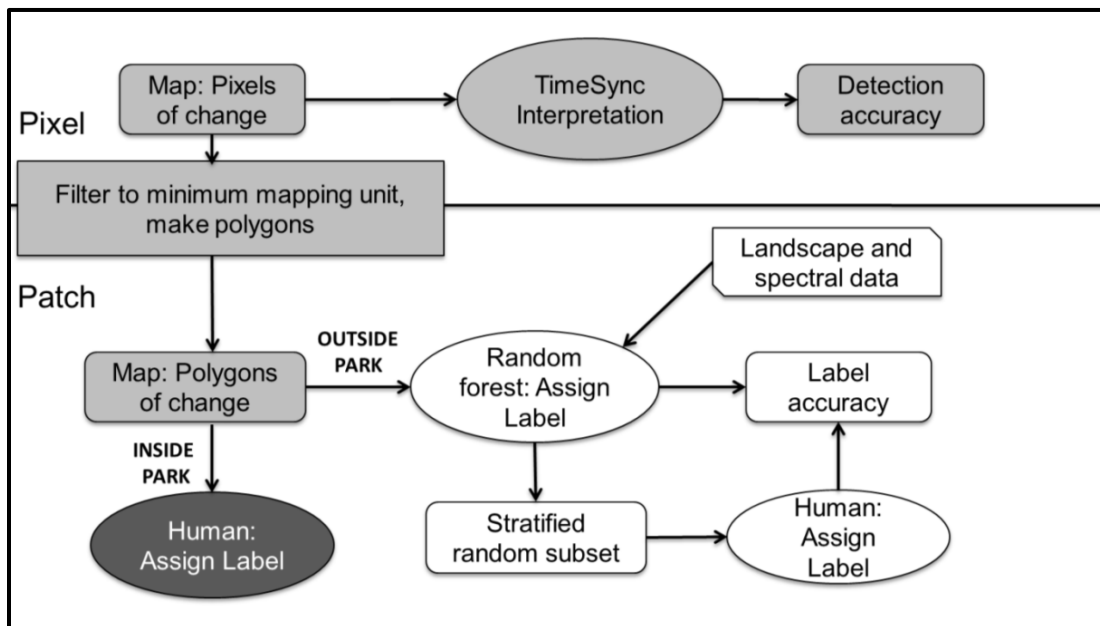 Map: Pixels
of change
TimeSync
Interpretation
Detection
accuracy
Pixel
Filter to minimum mapping unit,
make polygons
Landscape and
spectral data
Patch
OUTSIDE
PARK
Map: Polygons
of change
Random
forest: Assign
Label
Label
accuracy
INSIDE
PARK
Human:
Assign Label
Stratified
random subset
Human:
Assign
Label